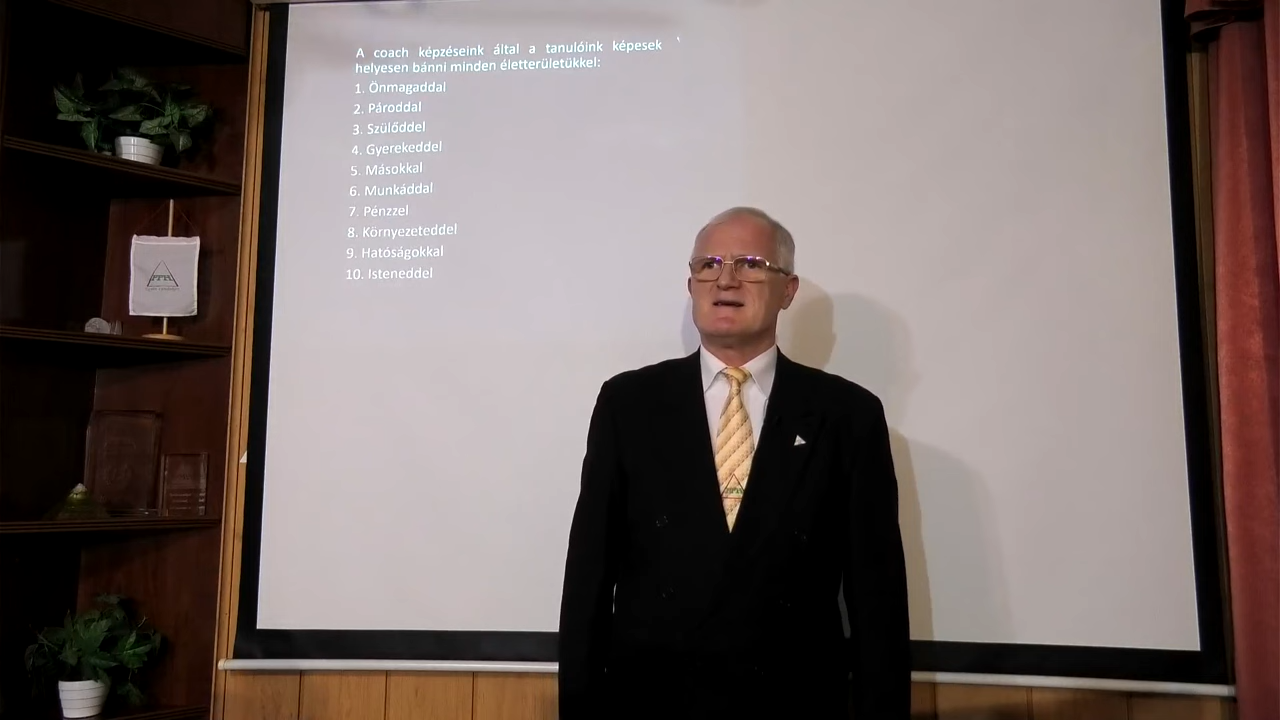 A coach képzéseink által a tanulóink képesek
helyesen bánni minden életterületükkel:
1. Önmagaddal
2. Pároddal
3. Szülőddel
4. Gyerekeddel
5. Másokkal
6. Munkáddal
7. Pénzzel
8. Környezeteddel
9. Hatóságokkal
10. Isteneddel